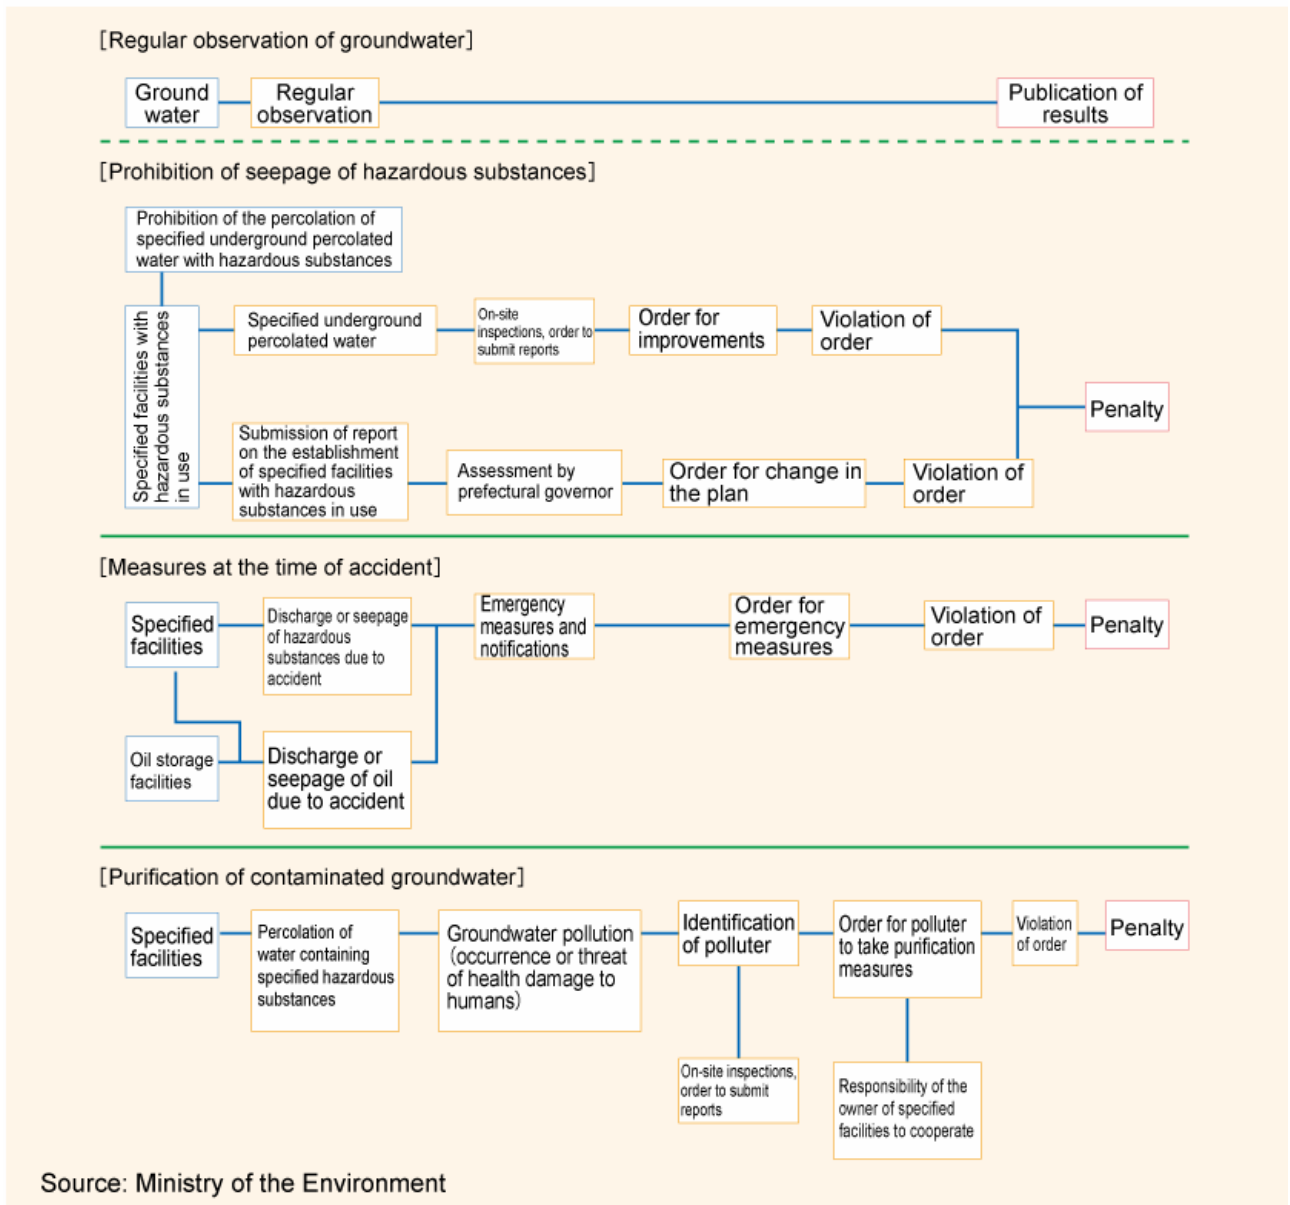 [Regular observation of groundwater]
Ground
water
Regular
observation
Publication of
results
[Prohibition of seepage of hazardous substances]
Prohibition of the percolation of
specified underground percolated
water with hazardous substances
Specified facilities with
hazardous substances
in use
Specified underground
percolated water
On-site
inspections, order to
submit reports
Order for
improvements
Violation of
order
Submission of report
on the establishment
of specified facilities
with hazardous
substances in use
Assessment by
prefectural governor
Order for change in
the plan
Violation of
order
Penalty
[Measures at the time of accident]
Specified
facilities
Discharge or seepage
of hazardous
substances due to
accident
Emergency
measures and
notifications
Order for
emergency
measures
Violation of
order
Penalty
Oil storage
facilities
Discharge or
seepage of oil
due to accident
[Purification of contaminated groundwater]
Specified
facilities
Percolation of
water containing
specified hazardous
substances
Groundwater pollution
(occurrence or threat
of health damage to
humans)
Identification
of polluter
Order for polluter
to take purification
measures
Violation
of order
Penalty
On-site inspections,
order to submit
reports
Responsibility of the
owner of specified
facilities to cooperate
Source: Ministry of the Environment